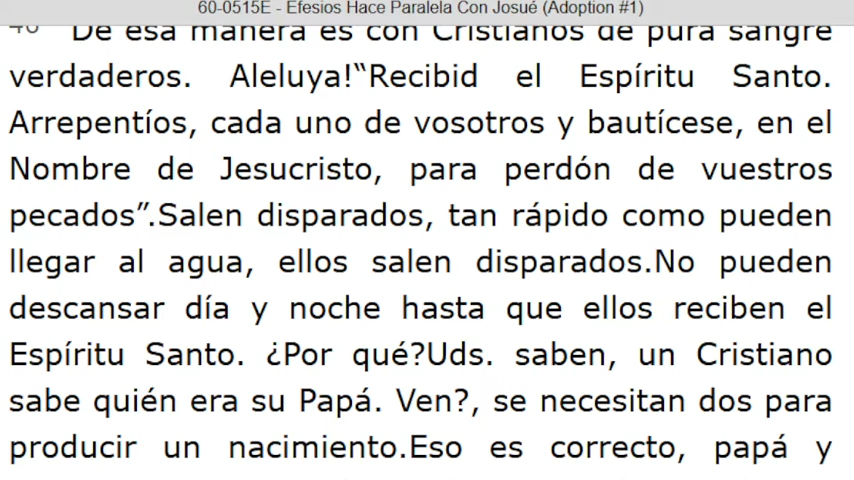 60-0515E - Efesios Hace Paralela Con Josué (Adoption #1)
46 De esa manera es con Cristianos de pura sangre
verdaderos. Aleluya!“Recibid el Espíritu Santo.
Arrepentíos, cada uno de vosotros y bautícese, en el
Nombre de Jesucristo, para perdón de vuestros
pecados”.Salen disparados, tan rápido como pueden
llegar al agua, ellos salen disparados.No pueden
descansar día y noche hasta que ellos reciben el
Espíritu Santo. ¿Por qué?Uds. saben, un Cristiano
sabe quién era su Papá. Ven?, se necesitan dos para
producir un nacimiento.Eso es correcto, papá y